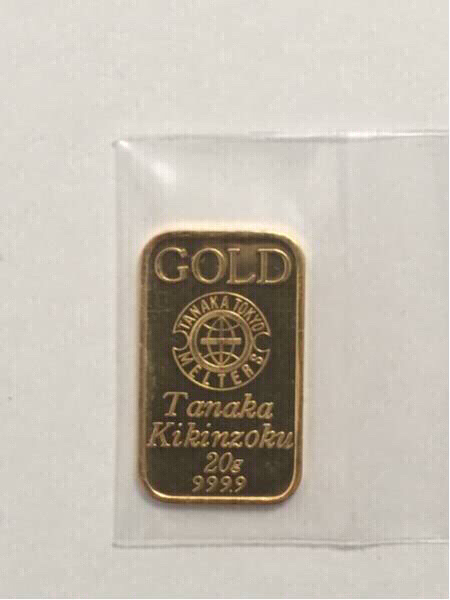 GOLD
TANAKA TOKYO
MELTERS
Tanaka
Kikinzoku
20g
999.9